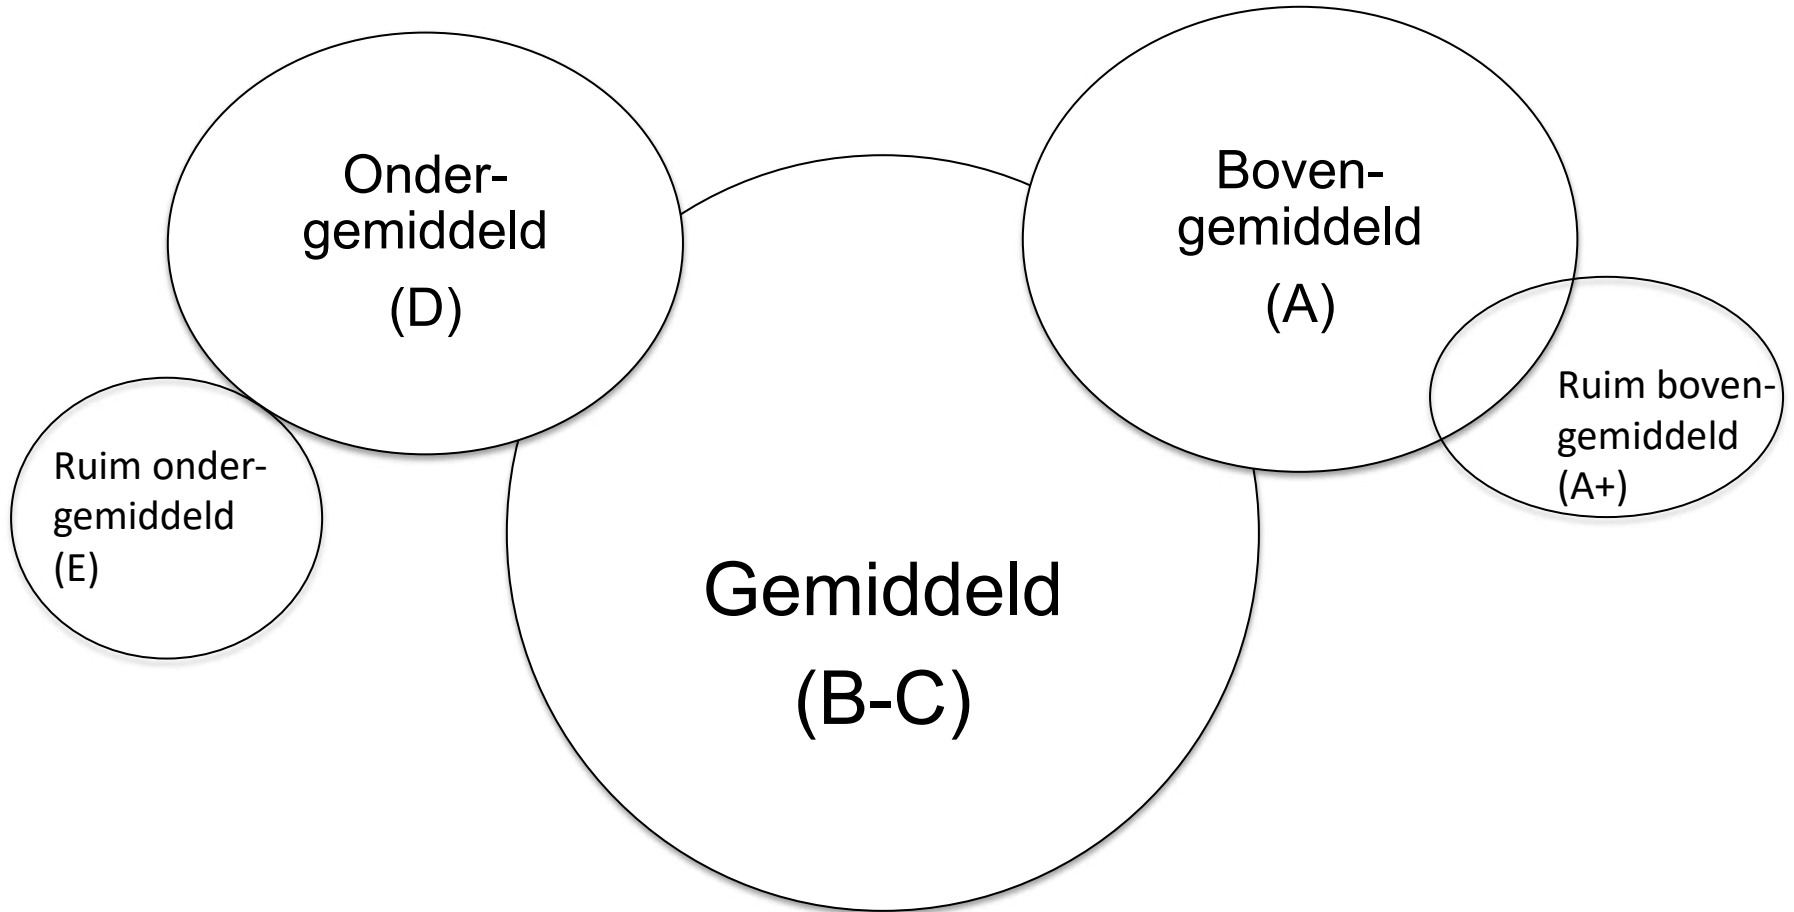 Onder-
gemiddeld
(D)
Boven-
gemiddeld
(A)
Ruim onder-
gemiddeld
(E)
Ruim boven-
gemiddeld
(A+)
Gemiddeld
(B-C)